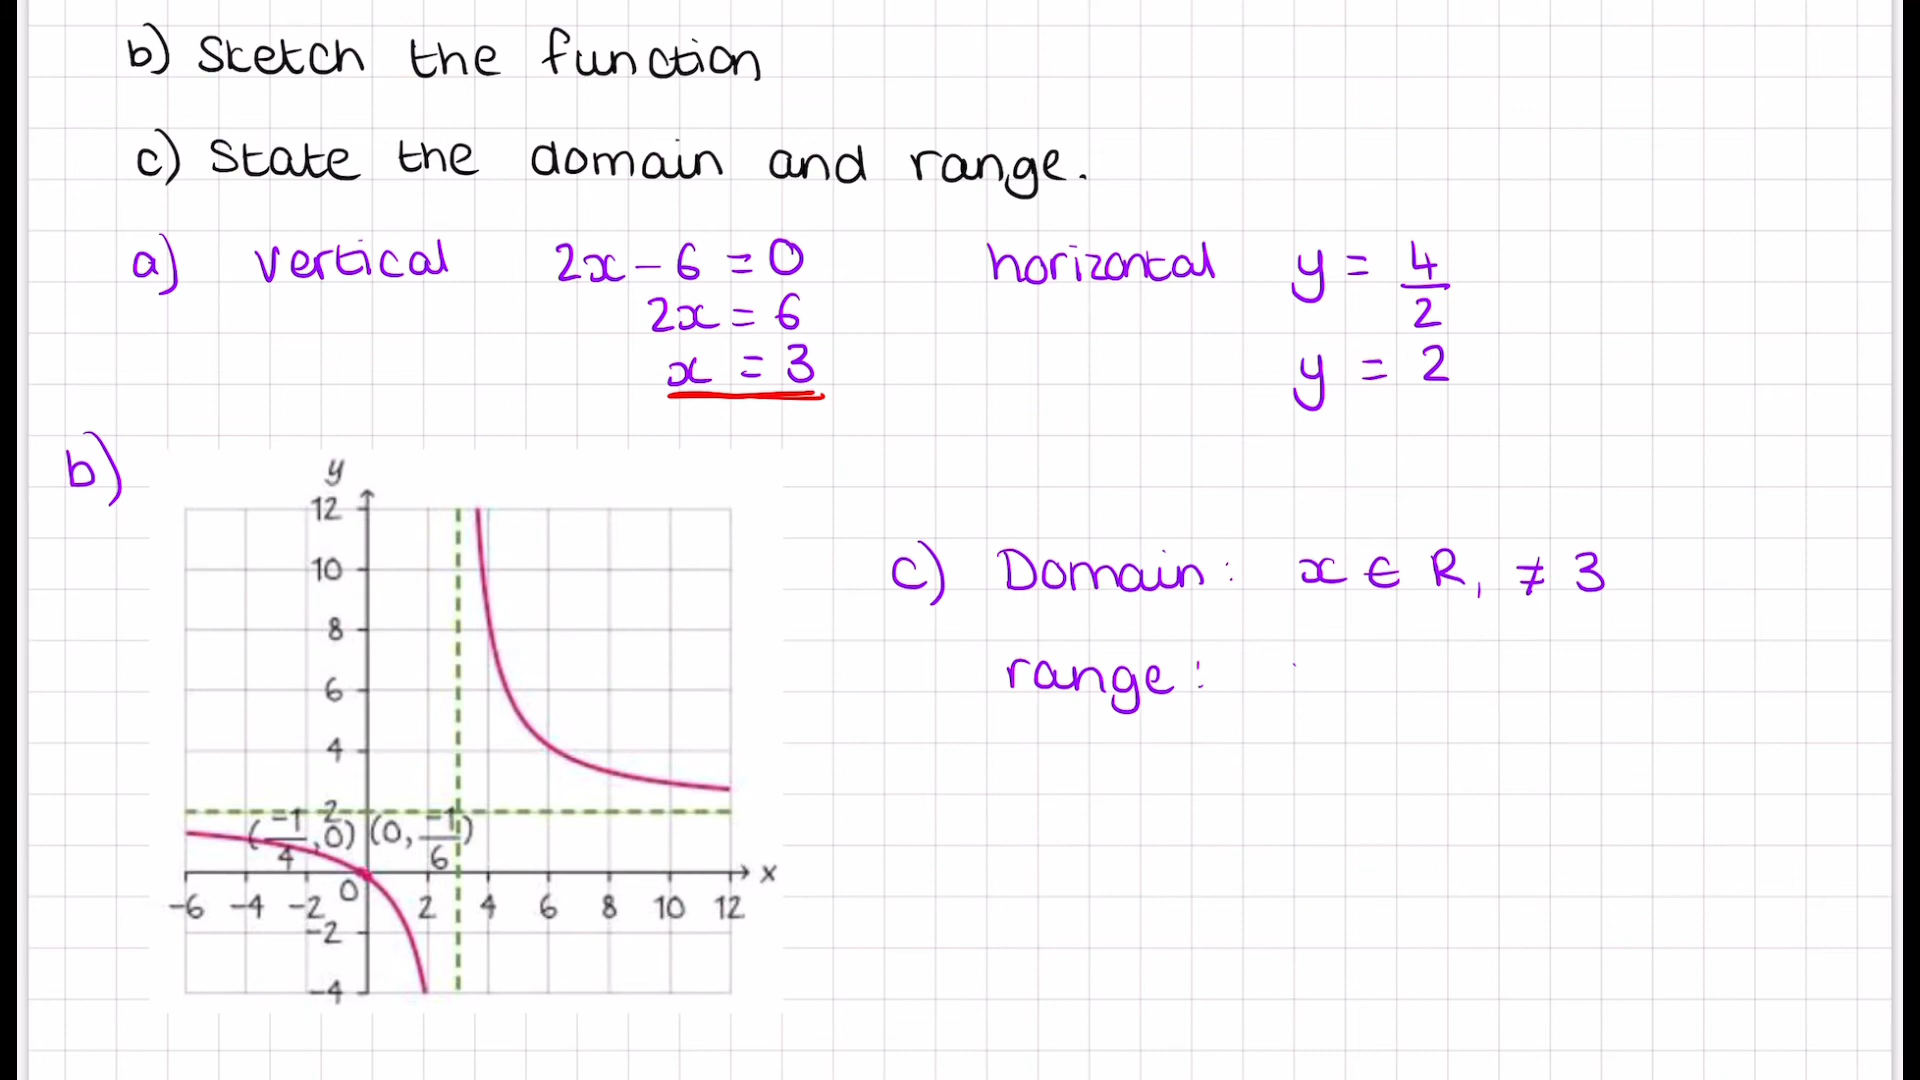 b) Sketch the function
c) State the domain and range.
a) vertical 2x - 6 = 0 horizontal y = 4/2
2x = 6
x = 3 y = 2
b)
y
12
10
8
6
4
2
(-1/4, 0) (0, -1/6)
x
-6 -4 -2 0 2 4 6 8 10 12
-2
-4
c) Domain: x ∈ R, ≠ 3
range: